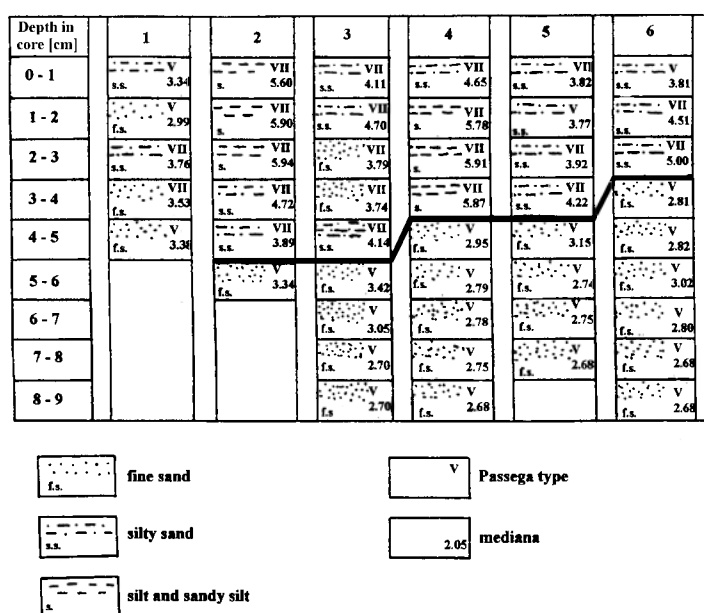 Depth in core [cm] 1 2 3 4 5 6
0 - 1 s.s. V 3.34 s.s. VII 5.60 s.s. VII 4.11 s.s. VII 4.65 s.s. VII 3.82 s.s. V 3.81
1 - 2 f.s. V 2.99 s. VII 5.90 s.s. VII 4.70 s. VII 5.78 s.s. V 3.77 s.s. VII 4.51
2 - 3 s.s. VII 3.76 s. VII 5.94 f.s. VII 3.79 s. VII 5.91 s.s. VII 3.92 s.s. VII 5.00
3 - 4 f.s. VII 3.53 s.s. VII 4.72 f.s. VII 3.74 s. VII 5.87 s.s. VII 4.22 f.s. V 2.81
4 - 5 f.s. V 3.38 s.s. VII 3.89 s.s. VII 4.14 f.s. V 2.95 f.s. V 3.15 f.s. V 2.82
5 - 6 f.s. V 3.34 f.s. V 3.42 f.s. V 2.79 f.s. V 2.74 f.s. V 3.02
6 - 7 f.s. V 3.05 f.s. V 2.78 f.s. V 2.75 f.s. V 2.80
7 - 8 f.s. V 2.70 f.s. V 2.75 f.s. V 2.68 f.s. V 2.68
8 - 9 f.s V 2.70 f.s. V 2.68 f.s V 2.68
f.s. fine sand
V Passega type
s.s. silty sand
2.05 mediana
s. silt and sandy silt